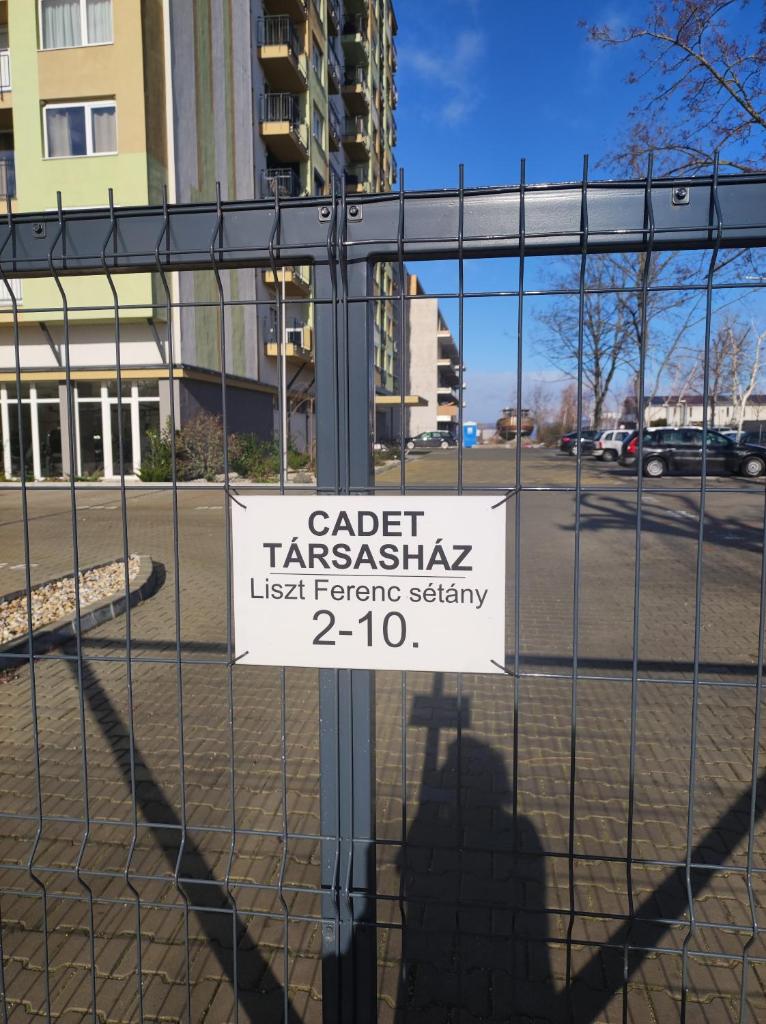 CADET
TÁRSASHÁZ
Liszt Ferenc sétány
2-10.